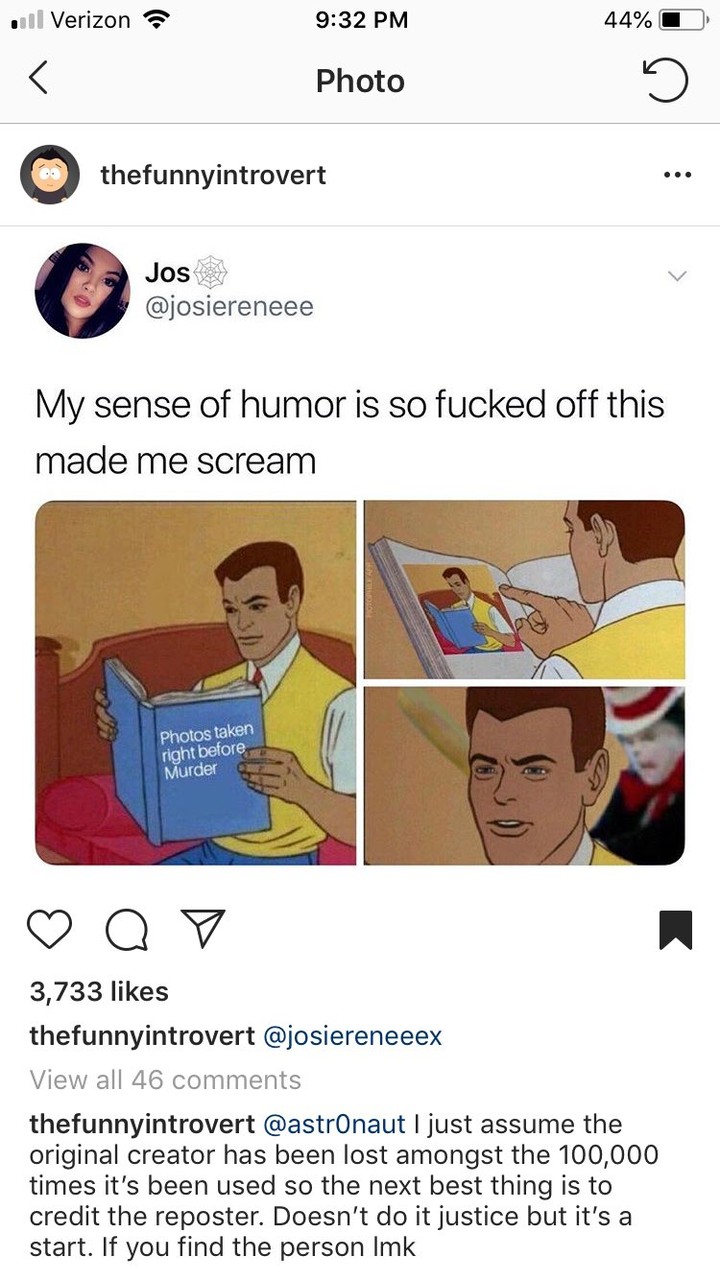 Verizon 9:32 PM 44%
Photo
thefunnyintrovert
Jos
@josiereneee
My sense of humor is so fucked off this
made me scream
Photos taken
right before
Murder
3,733 likes
thefunnyintrovert @josiereneeex
View all 46 comments
thefunnyintrovert @astr0naut I just assume the
original creator has been lost amongst the 100,000
times it’s been used so the next best thing is to
credit the reposter. Doesn’t do it justice but it’s a
start. If you find the person lmk